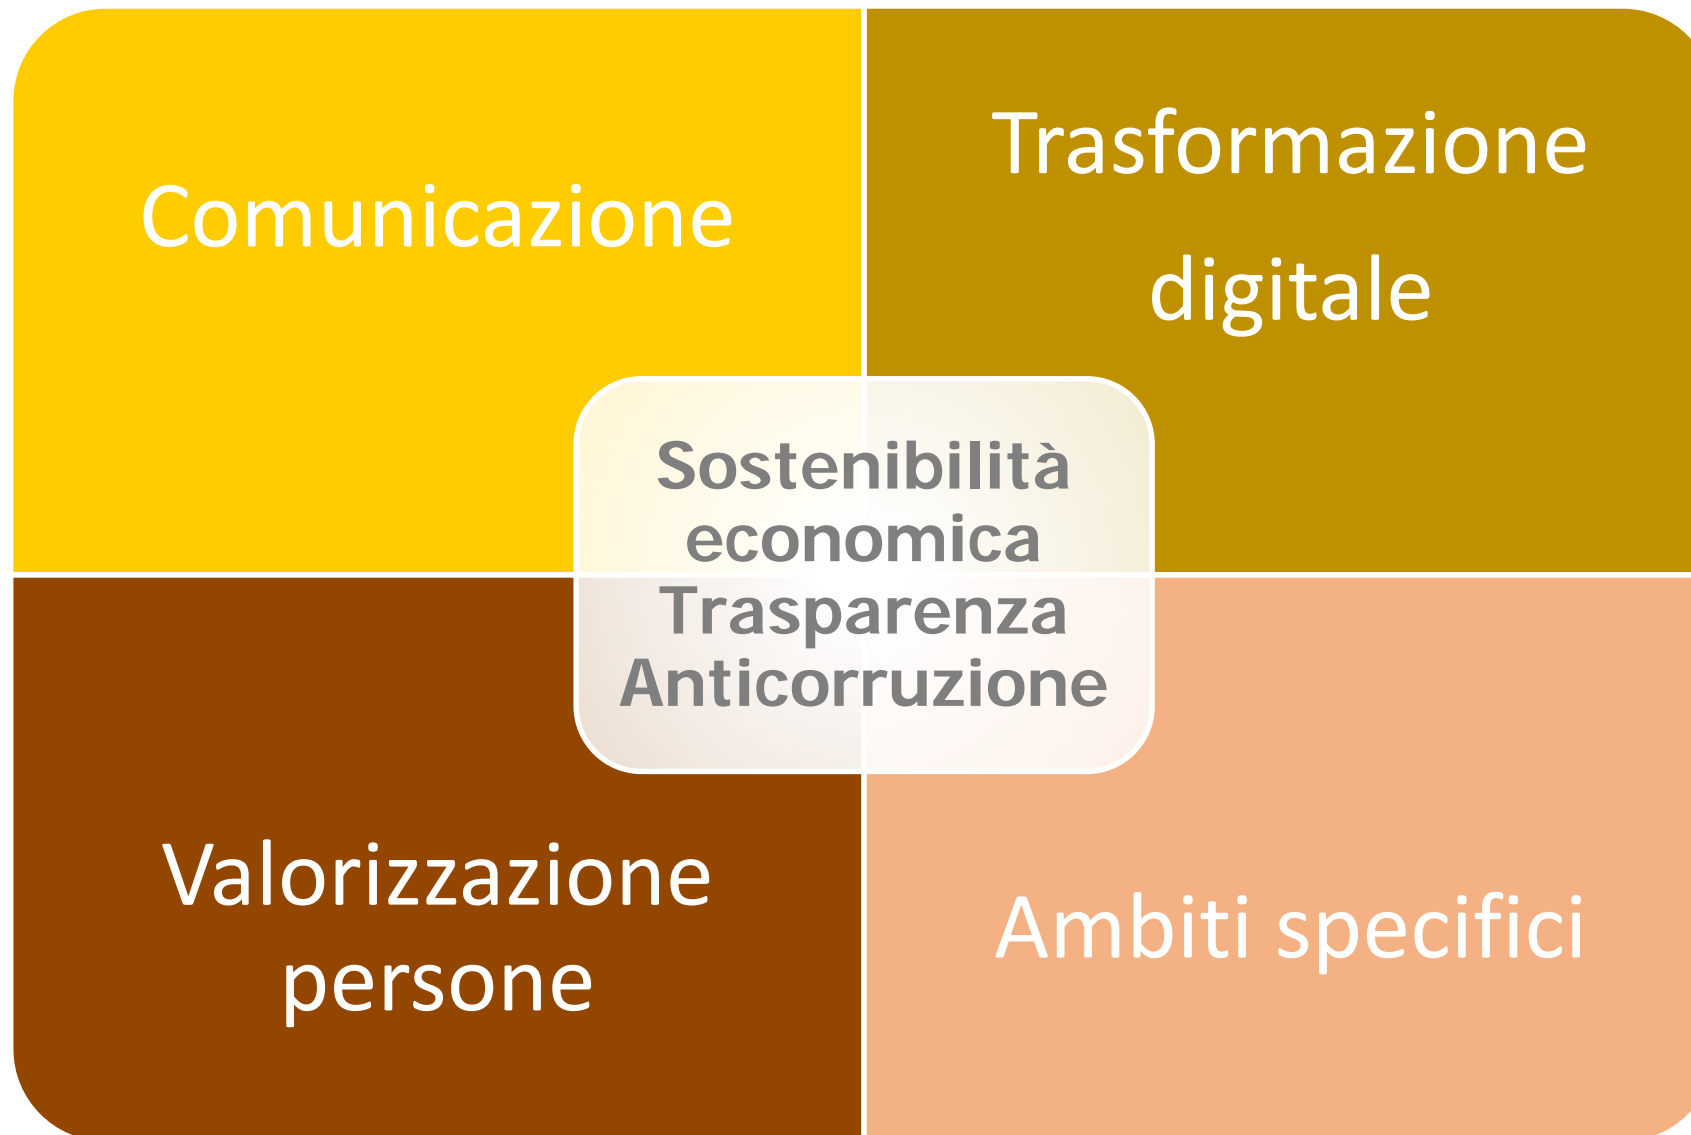 Comunicazione
Trasformazione
digitale
Sostenibilità
economica
Trasparenza
Anticorruzione
Valorizzazione
persone
Ambiti specifici